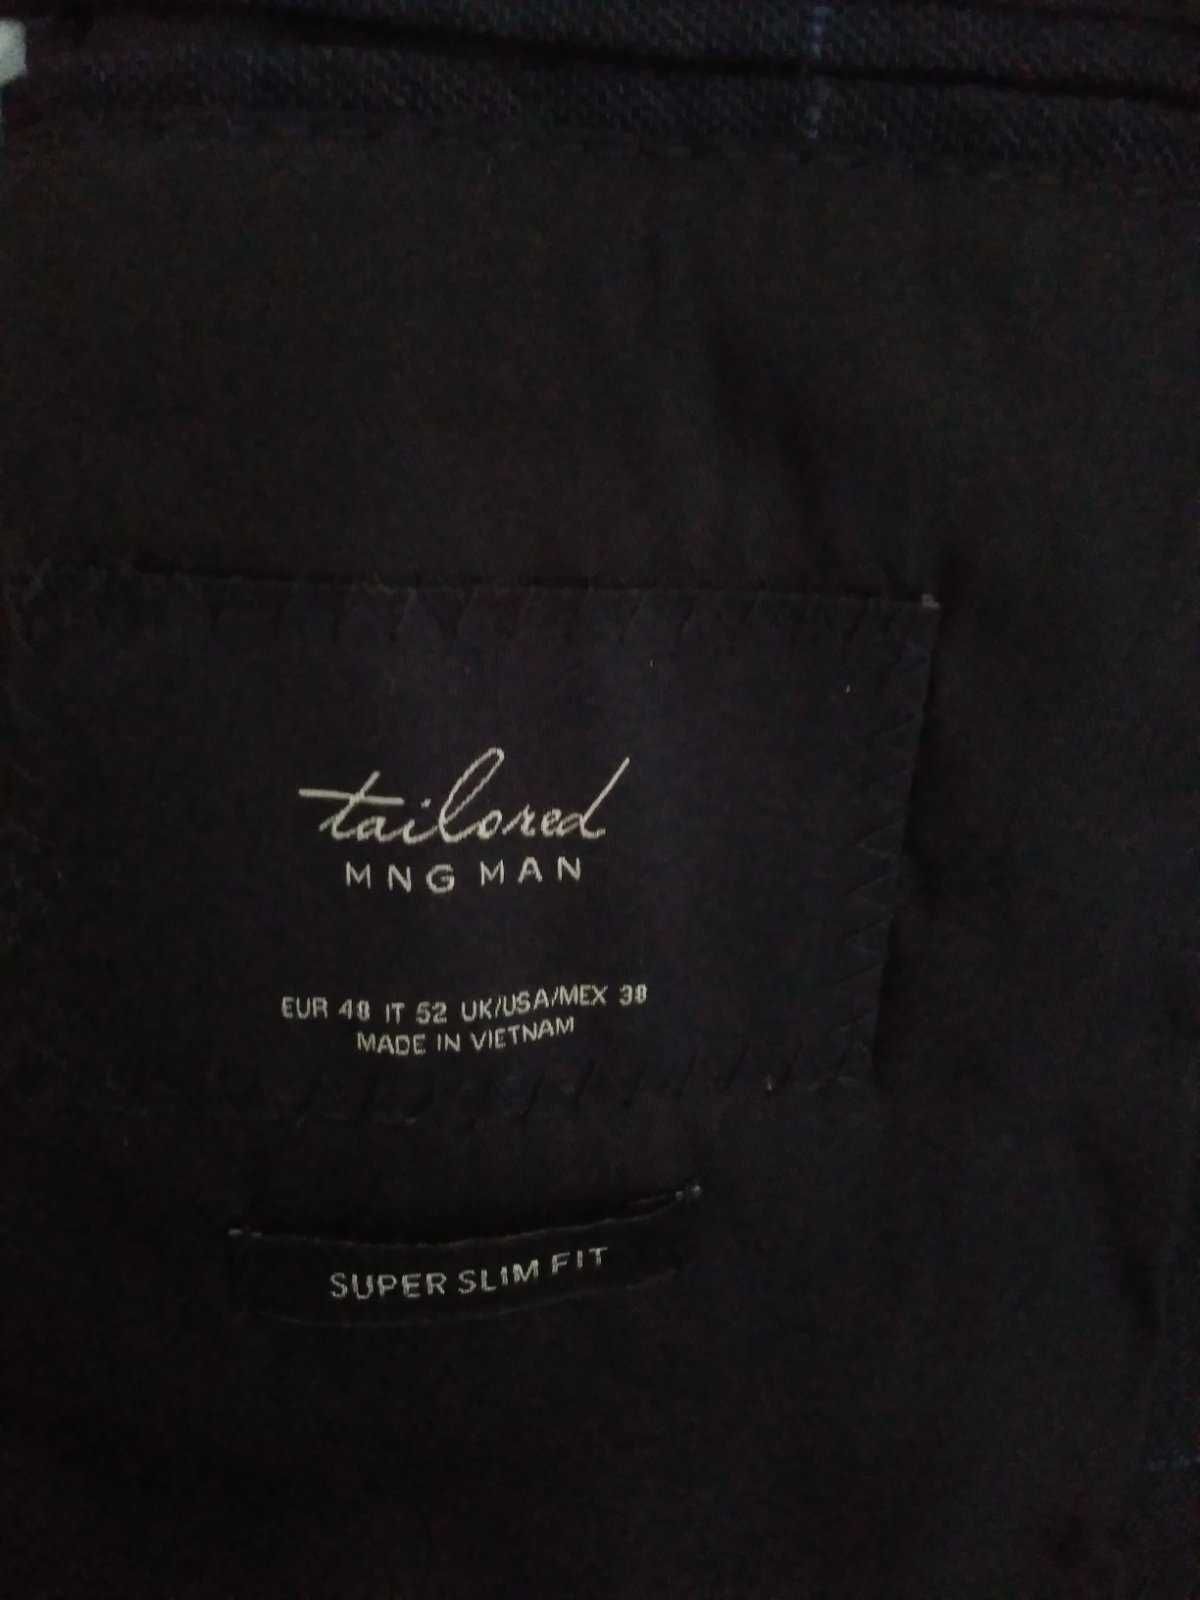 tailored
MNG MAN
EUR 48 IT 52 UK/USA/MEX 38
MADE IN VIETNAM
SUPER SLIM FIT